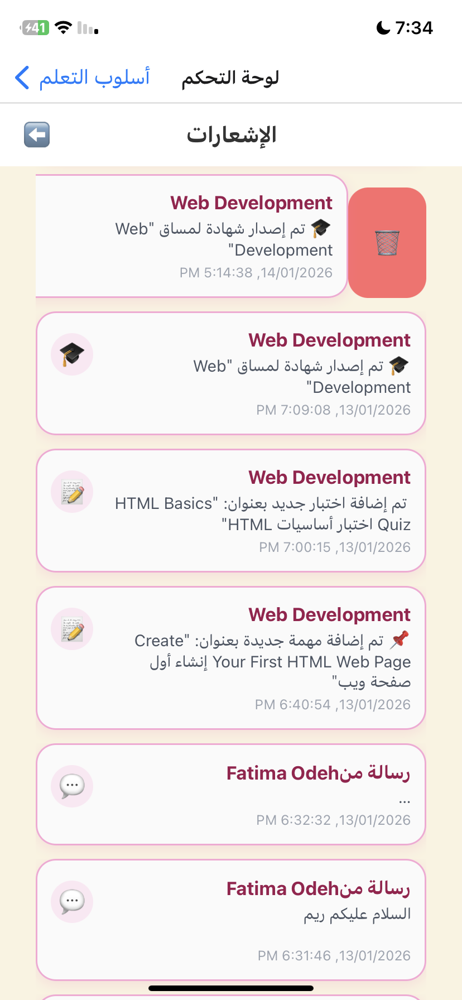 41
7:34
أسلوب التعلم
لوحة التحكم
الإشعارات
Web Development
🎓 تم إصدار شهادة لمساق "Web
Development"
14/01/2026, 5:14:38 PM
Web Development
🎓 تم إصدار شهادة لمساق "Web
Development"
13/01/2026, 7:09:08 PM
Web Development
تم إضافة اختبار جديد بعنوان: "HTML Basics
Quiz اختبار أساسيات HTML"
13/01/2026, 7:00:15 PM
Web Development
📌 تم إضافة مهمة جديدة بعنوان: "Create
Your First HTML Web Page إنشاء أول
صفحة ويب"
13/01/2026, 6:40:54 PM
رسالة منFatima Odeh
...
13/01/2026, 6:32:32 PM
رسالة منFatima Odeh
السلام عليكم ريم
13/01/2026, 6:31:46 PM